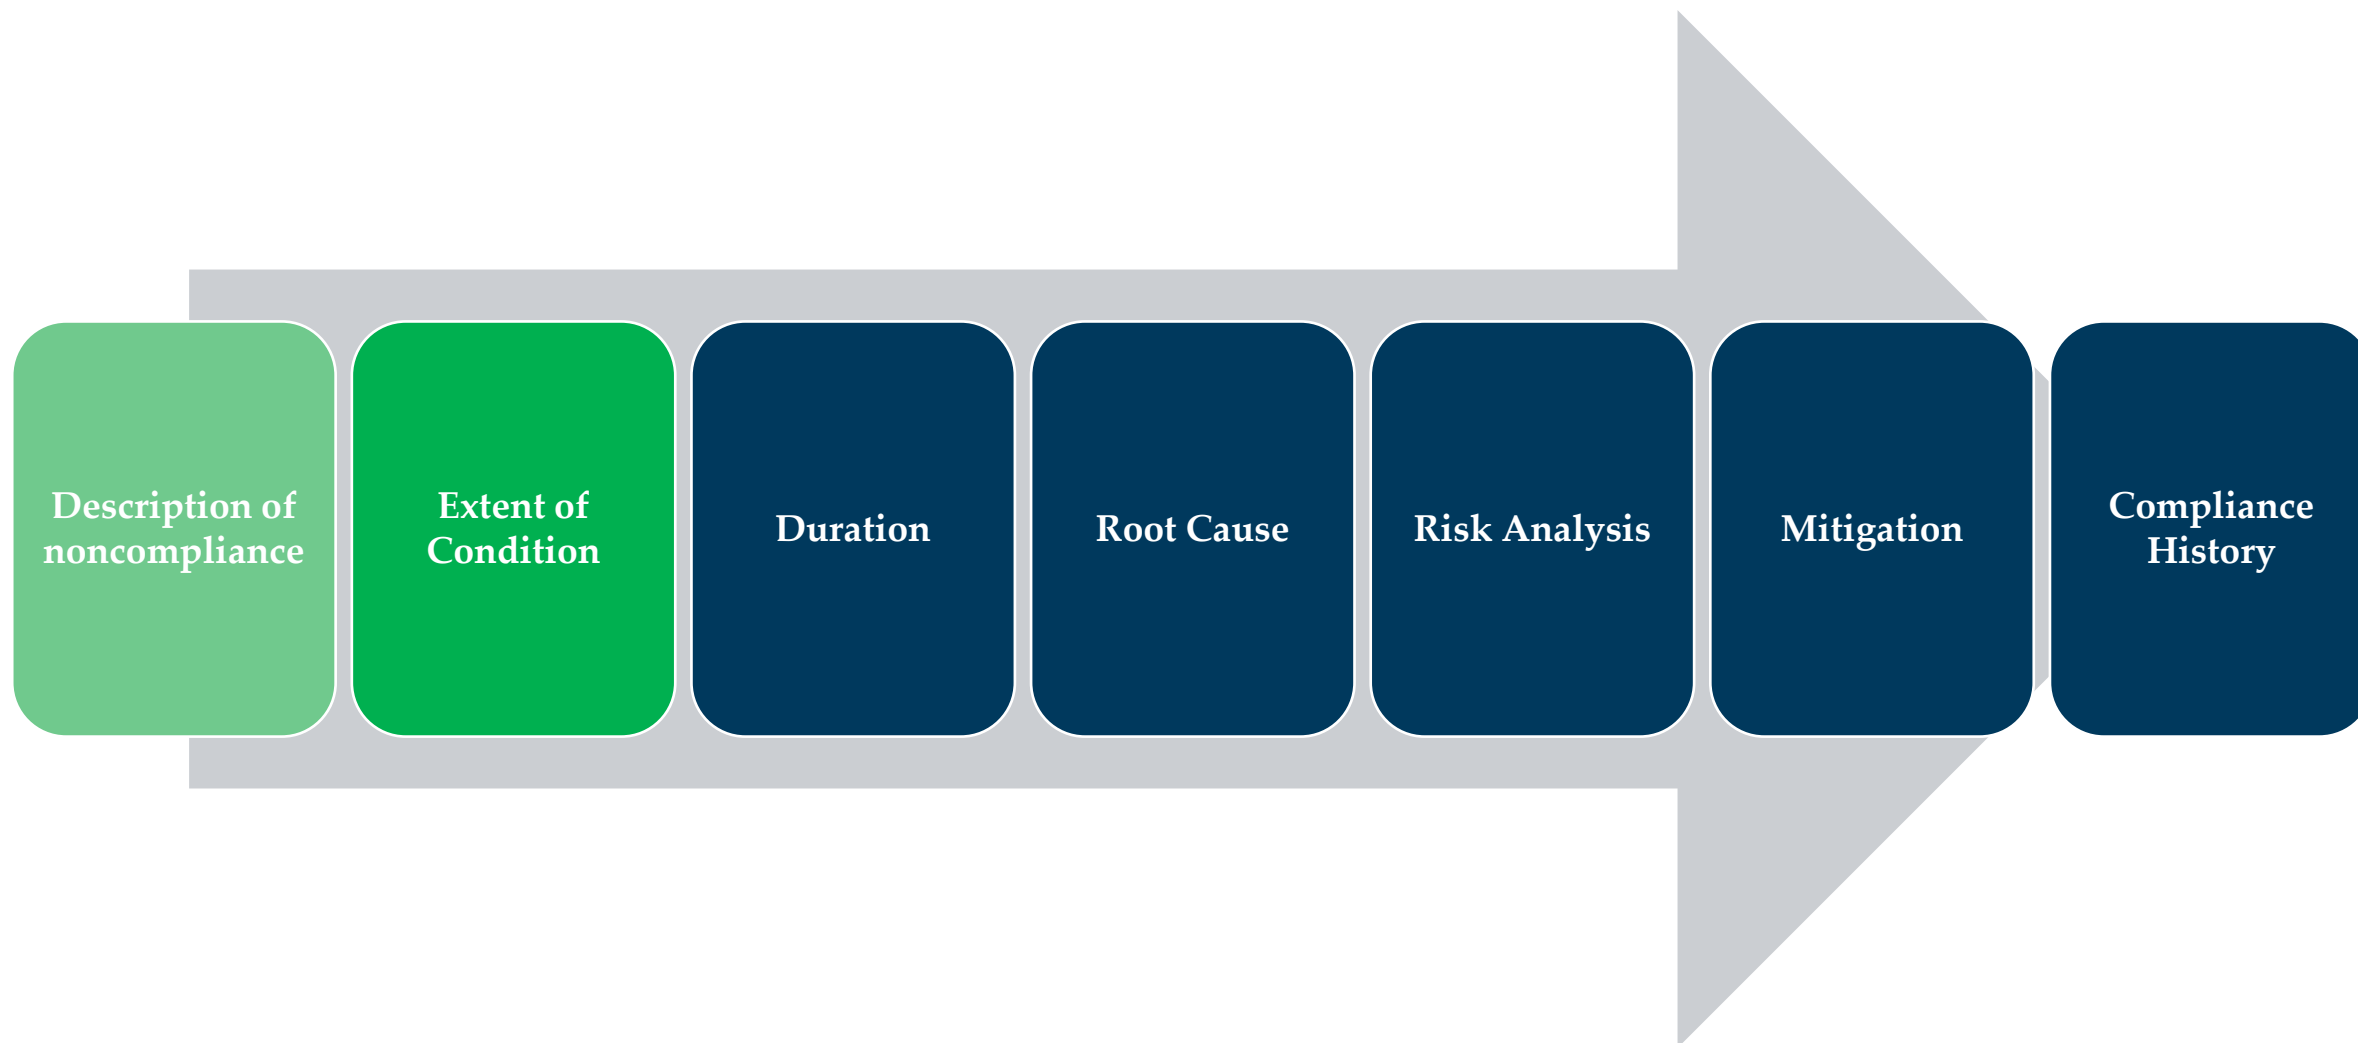 Description of
noncompliance
Extent of
Condition
Duration
Root Cause
Risk Analysis
Mitigation
Compliance
History